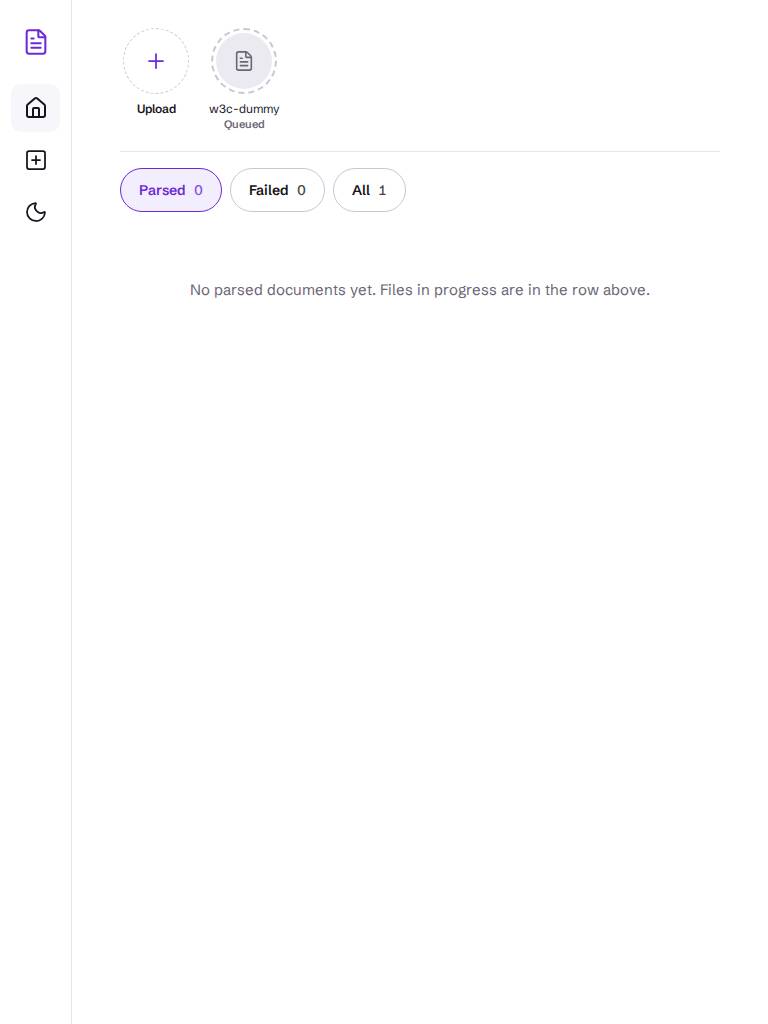 Upload
w3c-dummy
Queued
Parsed 0
Failed 0
All 1
No parsed documents yet. Files in progress are in the row above.